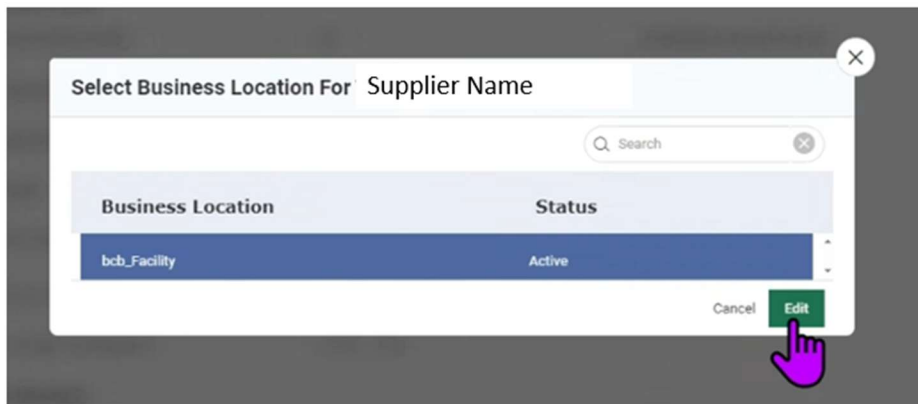 Select Business Location For Supplier Name
Search
Business Location Status
bcb_Facility Active
Cancel Edit